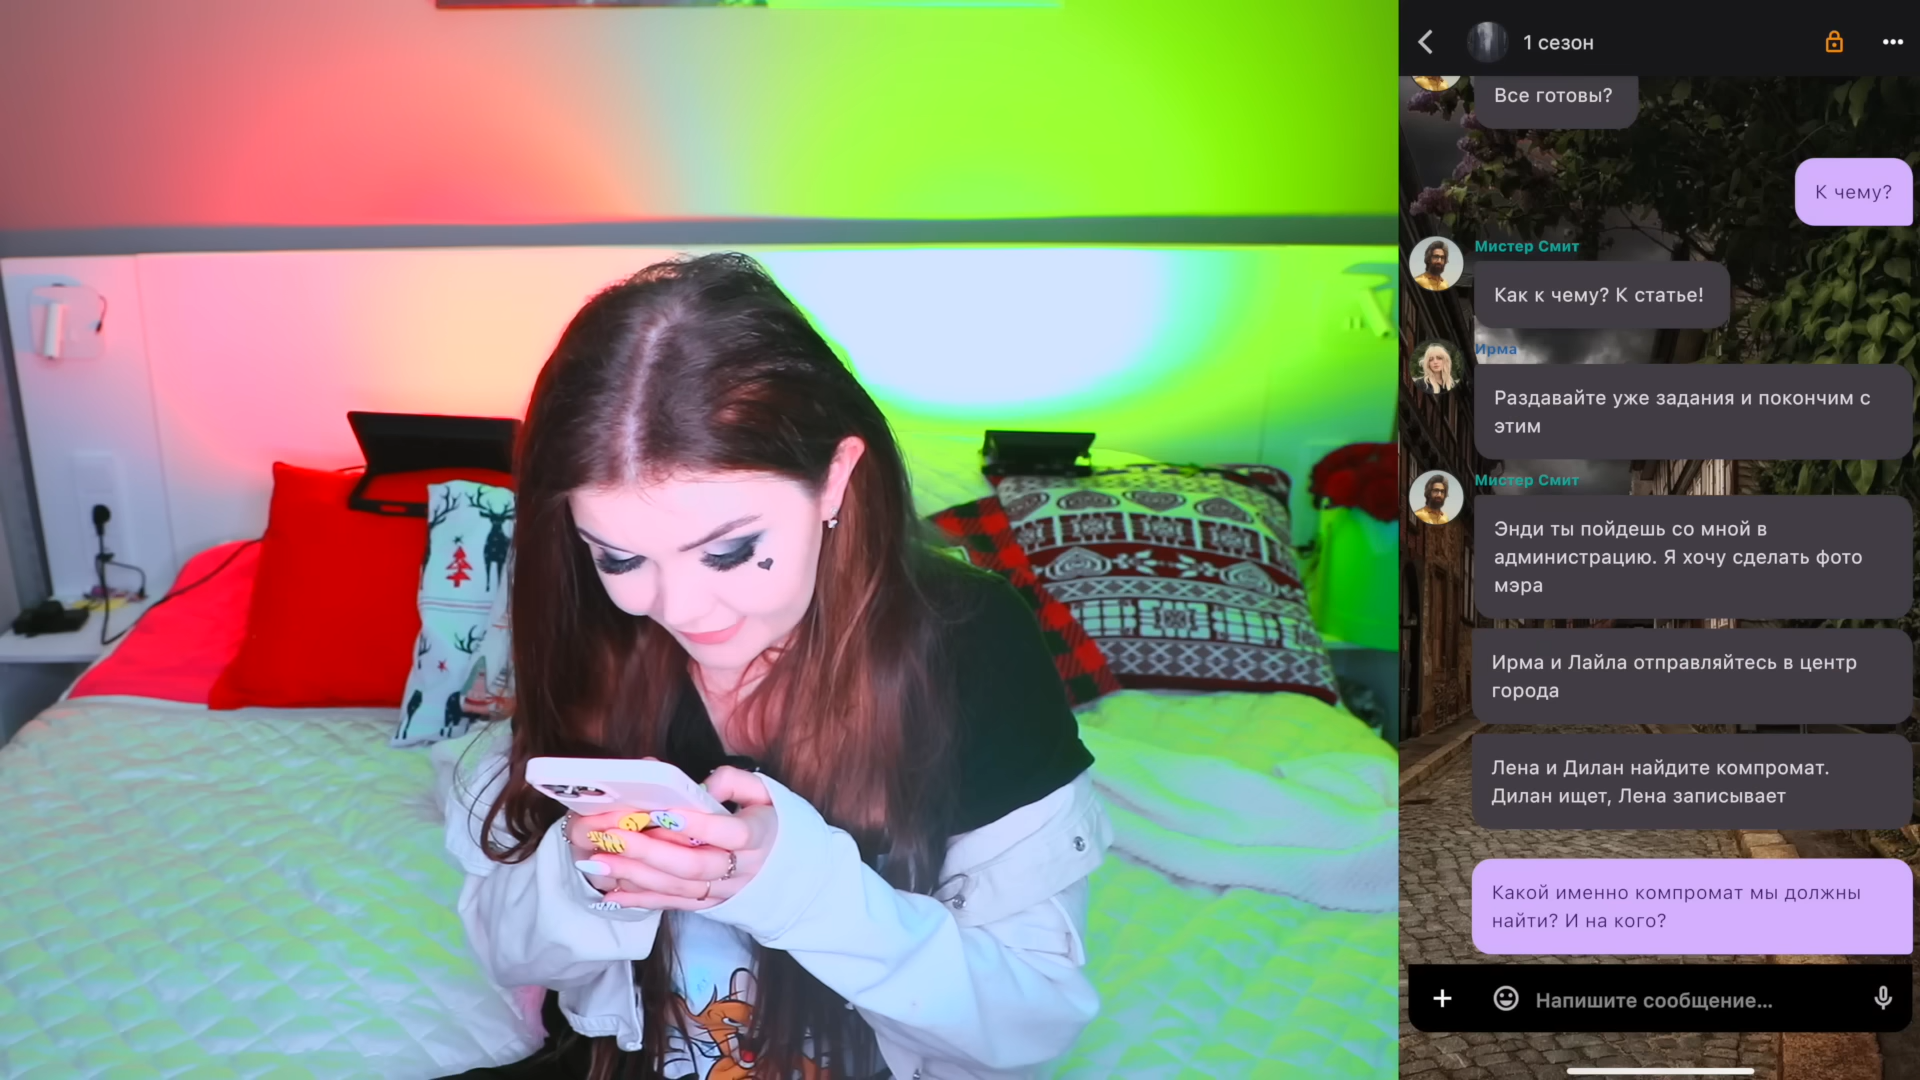 1 сезон
Все готовы?
К чему?
Мистер Смит
Как к чему? К статье!
Ирма
Раздавайте уже задания и покончим с
этим
Мистер Смит
Энди ты пойдешь со мной в
администрацию. Я хочу сделать фото
мэра
Ирма и Лайла отправляйтесь в центр
города
Лена и Дилан найдите компромат.
Дилан ищет, Лена записывает
Какой именно компромат мы должны
найти? И на кого?
Напишите сообщение...